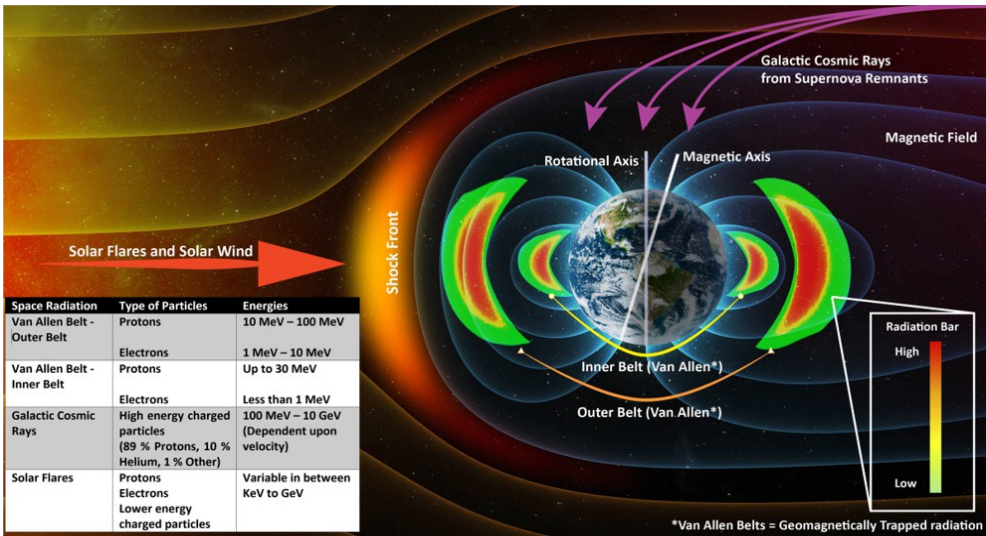 Galactic Cosmic Rays
from Supernova Remnants
Magnetic Field
Rotational Axis
Magnetic Axis
Solar Flares and Solar Wind
Shock Front
Inner Belt (Van Allen*)
Outer Belt (Van Allen*)
Radiation Bar
High
Low
*Van Allen Belts = Geomagnetically Trapped radiation
Space Radiation Type of Particles Energies
Van Allen Belt - Protons 10 MeV – 100 MeV
Outer Belt
Electrons 1 MeV – 10 MeV
Van Allen Belt - Protons Up to 30 MeV
Inner Belt
Electrons Less than 1 MeV
Galactic Cosmic High energy charged 100 MeV – 10 GeV
Rays particles (Dependent upon
(89 % Protons, 10 % velocity)
Helium, 1 % Other)
Solar Flares Protons Variable in between
Electrons KeV to GeV
Lower energy
charged particles